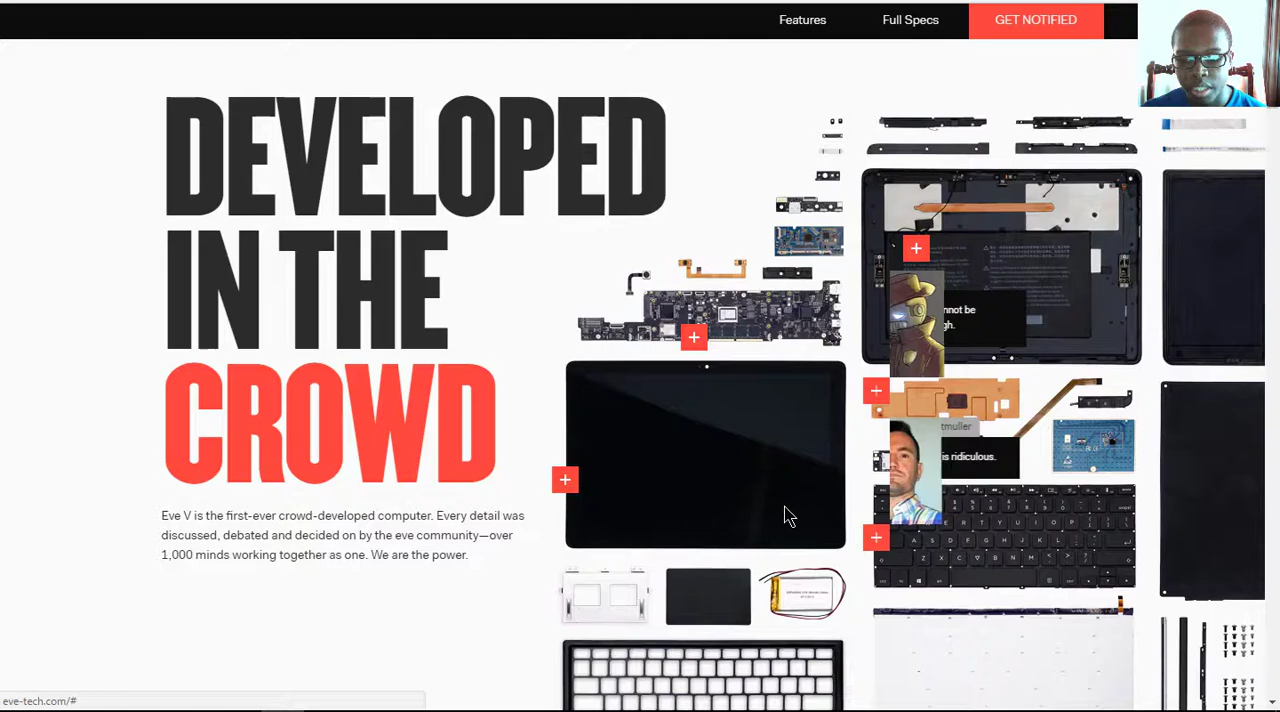 Features
Full Specs
GET NOTIFIED
DEVELOPED
IN THE
CROWD
nnot be
gh.
tmuller
is ridiculous.
Eve V is the first-ever crowd-developed computer. Every detail was
discussed, debated and decided on by the eve community—over
1,000 minds working together as one. We are the power.
eve-tech.com/#